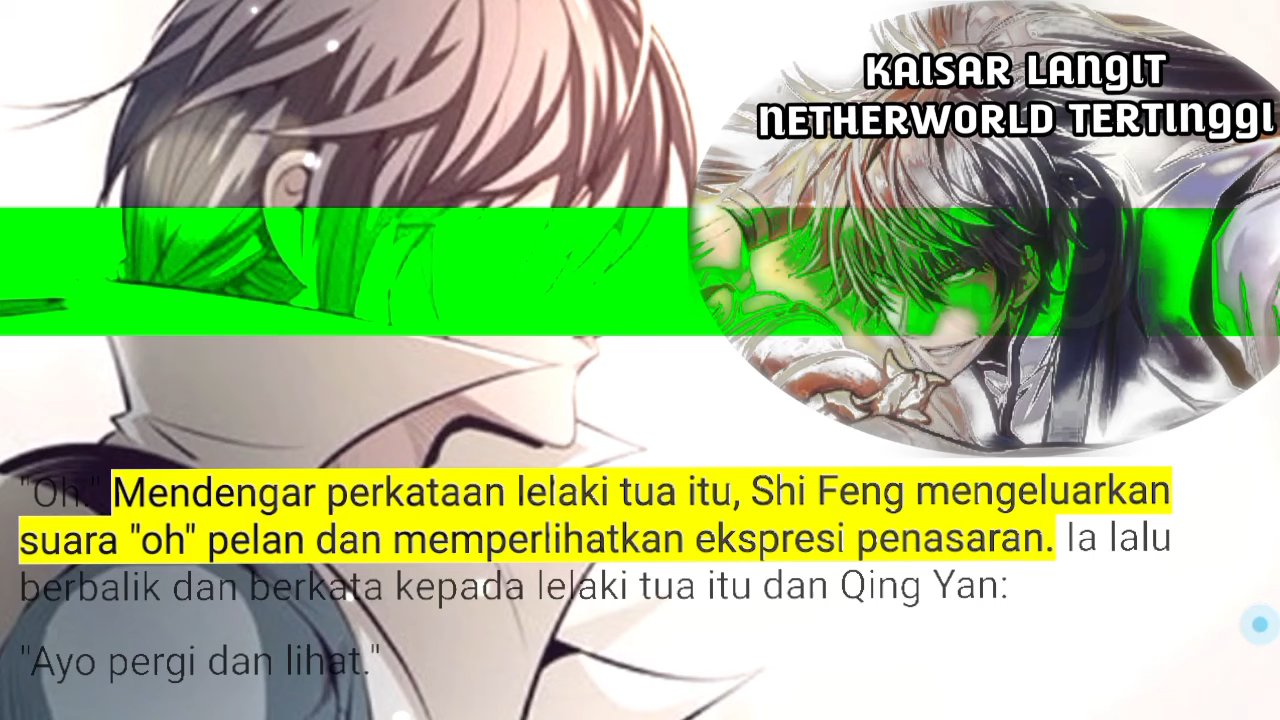 KAISAR LANGIT
NETHERWORLD TERTINGGI
"Oh." Mendengar perkataan lelaki tua itu, Shi Feng mengeluarkan
suara "oh" pelan dan memperlihatkan ekspresi penasaran. Ia lalu
berbalik dan berkata kepada lelaki tua itu dan Qing Yan:
"Ayo pergi dan lihat."